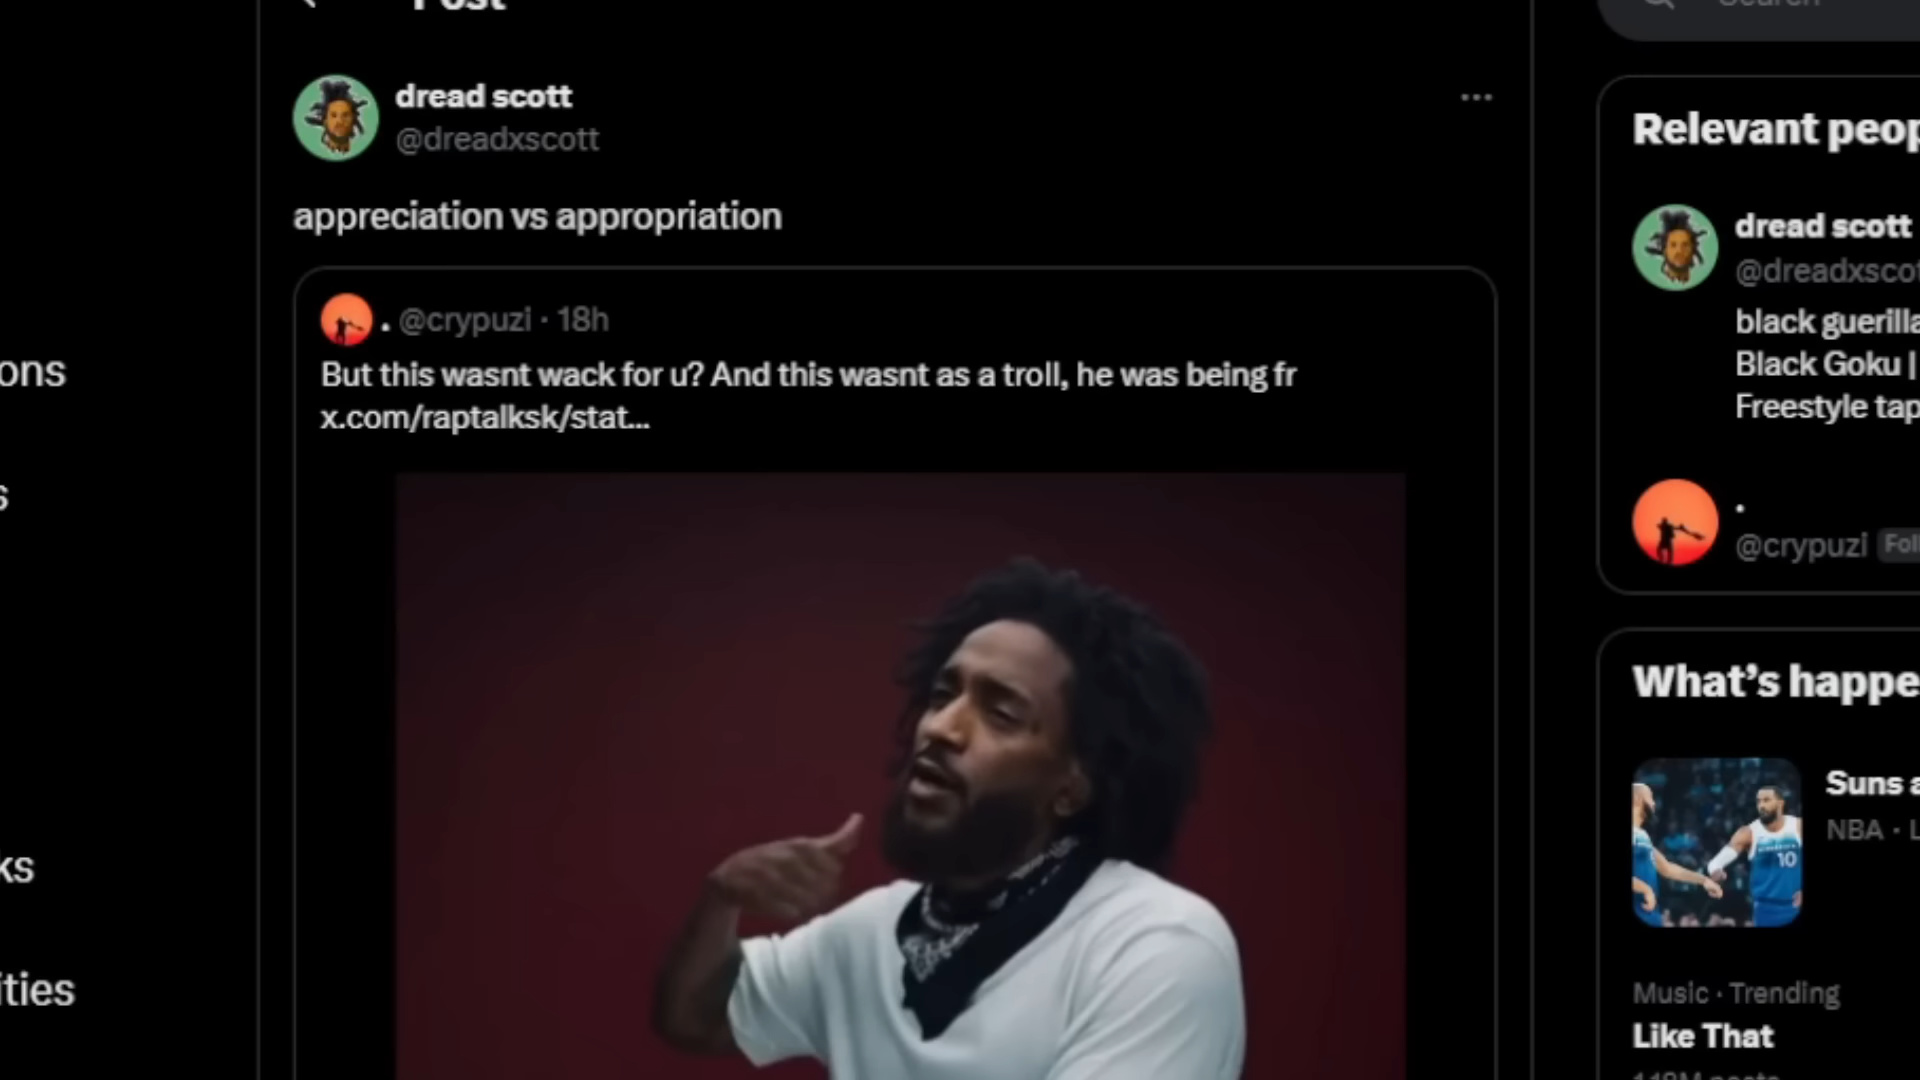 Post
Search
dread scott
@dreadxscott
appreciation vs appropriation
. @crypuzi · 18h
But this wasnt wack for u? And this wasnt as a troll, he was being fr
x.com/raptalksk/stat...
ons
s
ks
ities
Relevant peop
dread scott
@dreadxscot
black guerilla
Black Goku |
Freestyle tap
.
@crypuzi Foll
What's happe
Suns a
NBA · L
10
Music · Trending
Like That